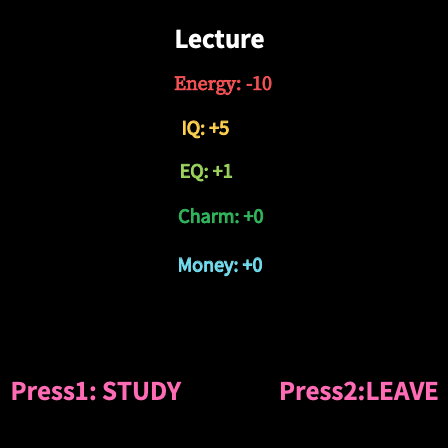 Lecture
Energy: -10
IQ: +5
EQ: +1
Charm: +0
Money: +0
Press1: STUDY
Press2:LEAVE